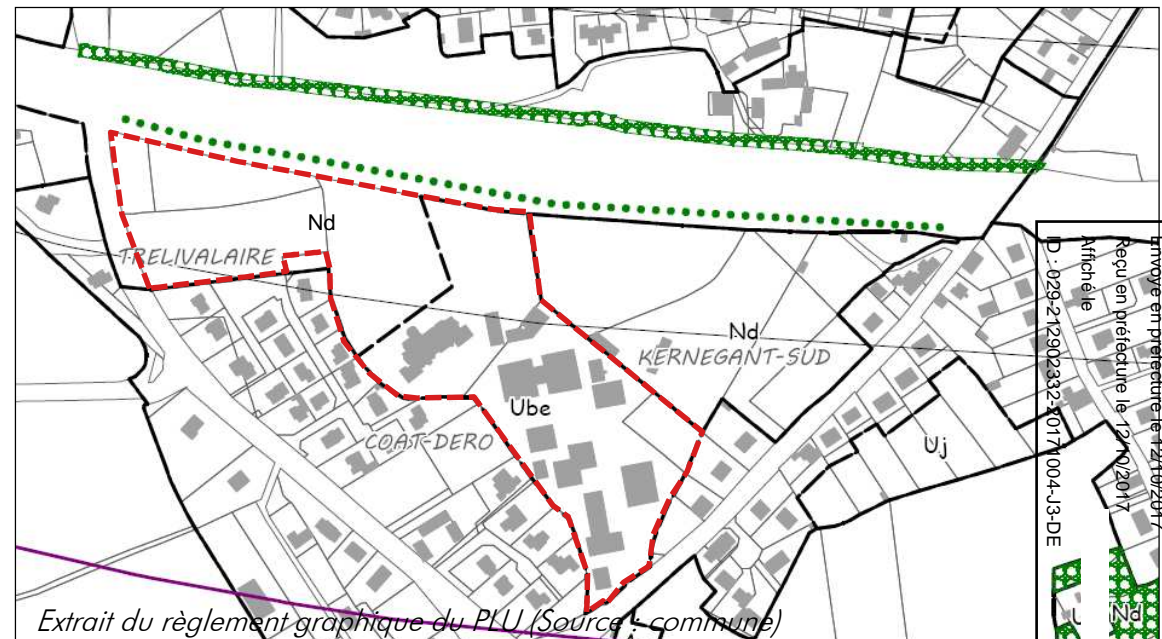 Nd
TRELIVALAIRE
Nd
KERNEGANT-SUD
Ube
COAT-DERO
Uj
Envoyé en préfecture le 12/10/2017
Reçu en préfecture le 12/10/2017
Affiché le
ID : 029-212902332-20171004-J3-DE
Nd
Extrait du règlement graphique du PLU (Source : commune)